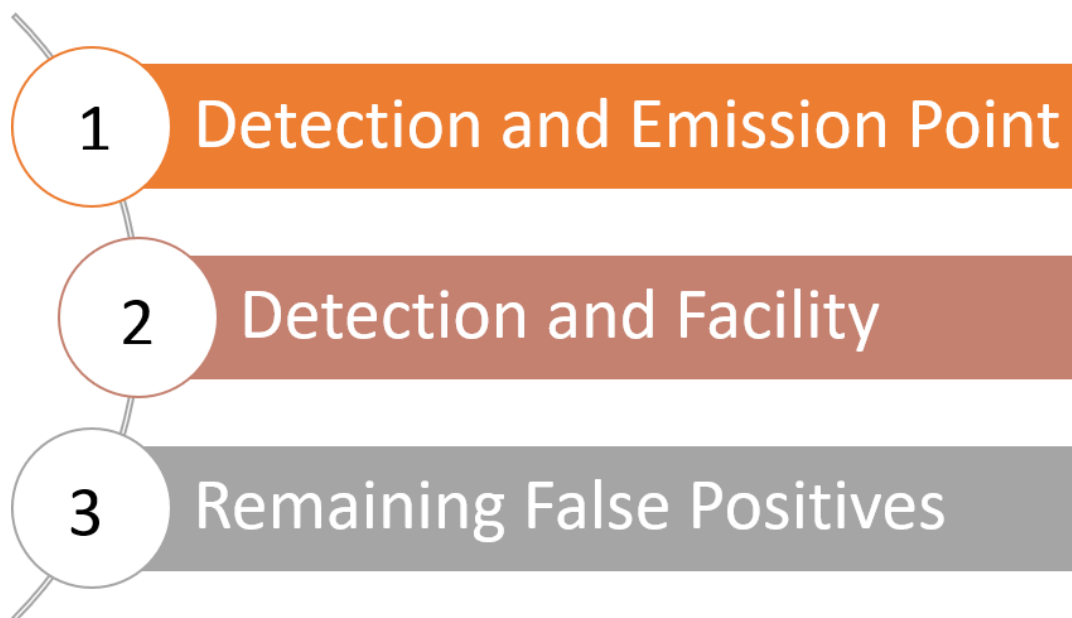 1
Detection and Emission Point
2
Detection and Facility
3
Remaining False Positives